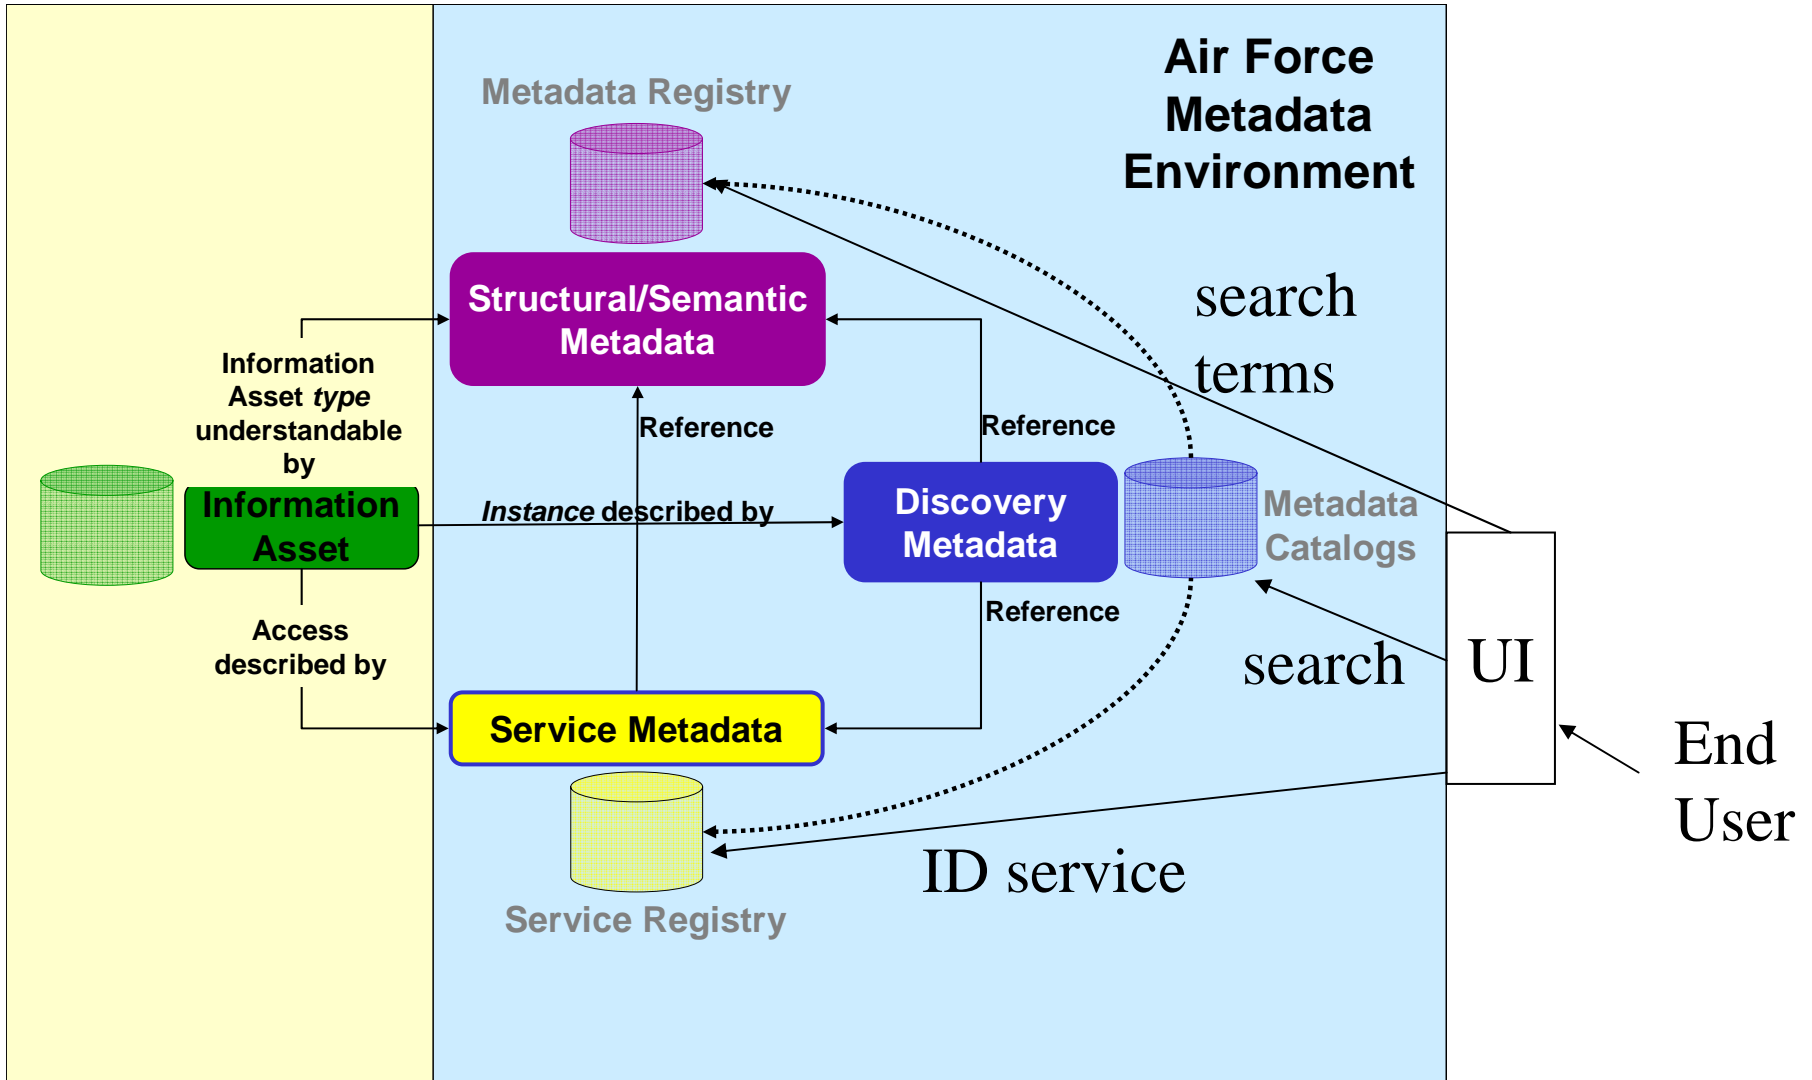 Air Force
Metadata
Environment
Metadata Registry
Structural/Semantic
Metadata
search
terms
Information
Asset type
understandable
by
Reference
Reference
Information
Asset
Instance described by
Discovery
Metadata
Metadata
Catalogs
Reference
Access
described by
search
UI
Service Metadata
End
User
ID service
Service Registry